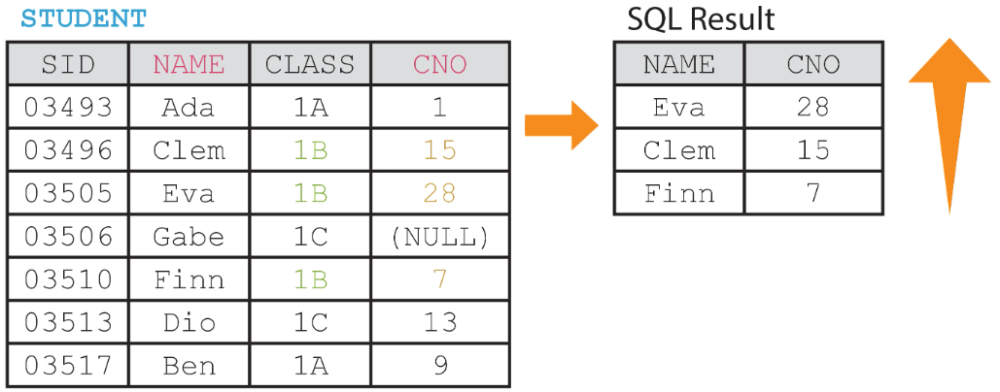 STUDENT
SID NAME CLASS CNO
03493 Ada 1A 1
03496 Clem 1B 15
03505 Eva 1B 28
03506 Gabe 1C (NULL)
03510 Finn 1B 7
03513 Dio 1C 13
03517 Ben 1A 9
SQL Result
NAME CNO
Eva 28
Clem 15
Finn 7